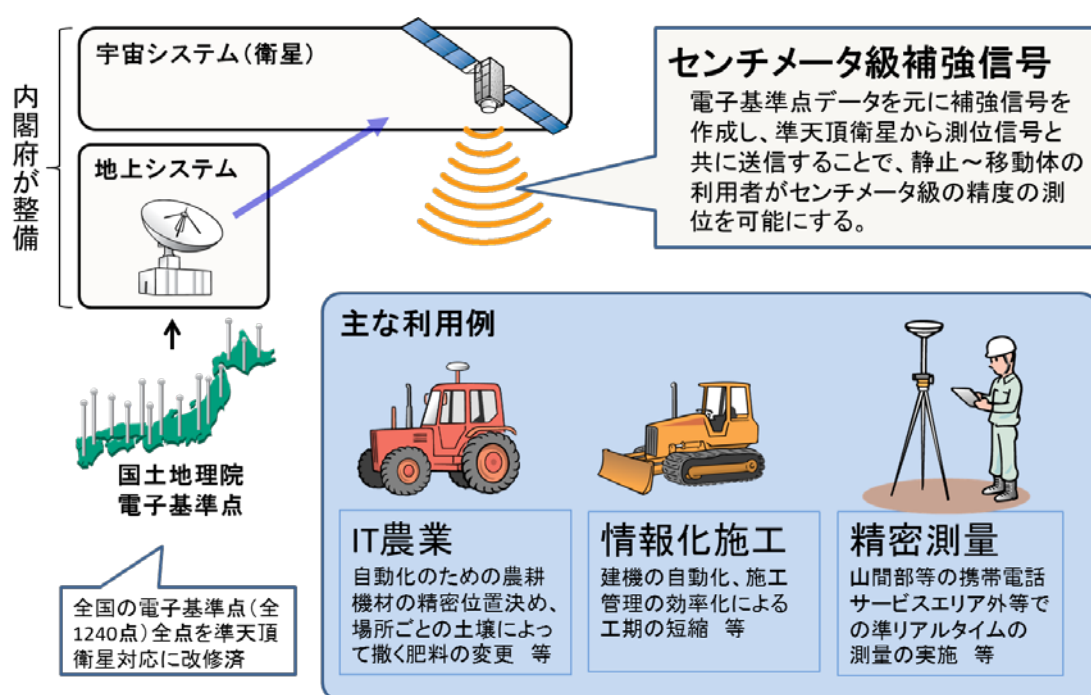 内閣府が整備
宇宙システム（衛星）
地上システム
センチメータ級補強信号
電子基準点データを元に補強信号を
作成し、準天頂衛星から測位信号と
共に送信することで、静止～移動体の
利用者がセンチメータ級の精度の測
位を可能にする。
国土地理院
電子基準点
全国の電子基準点（全
1240点）全点を準天頂
衛星対応に改修済
主な利用例
IT農業
自動化のための農耕
機材の精密位置決め、
場所ごとの土壌によっ
て撒く肥料の変更　等
情報化施工
建機の自動化、施工
管理の効率化による
工期の短縮　等
精密測量
山間部等の携帯電話
サービスエリア外等で
の準リアルタイムの
測量の実施　等